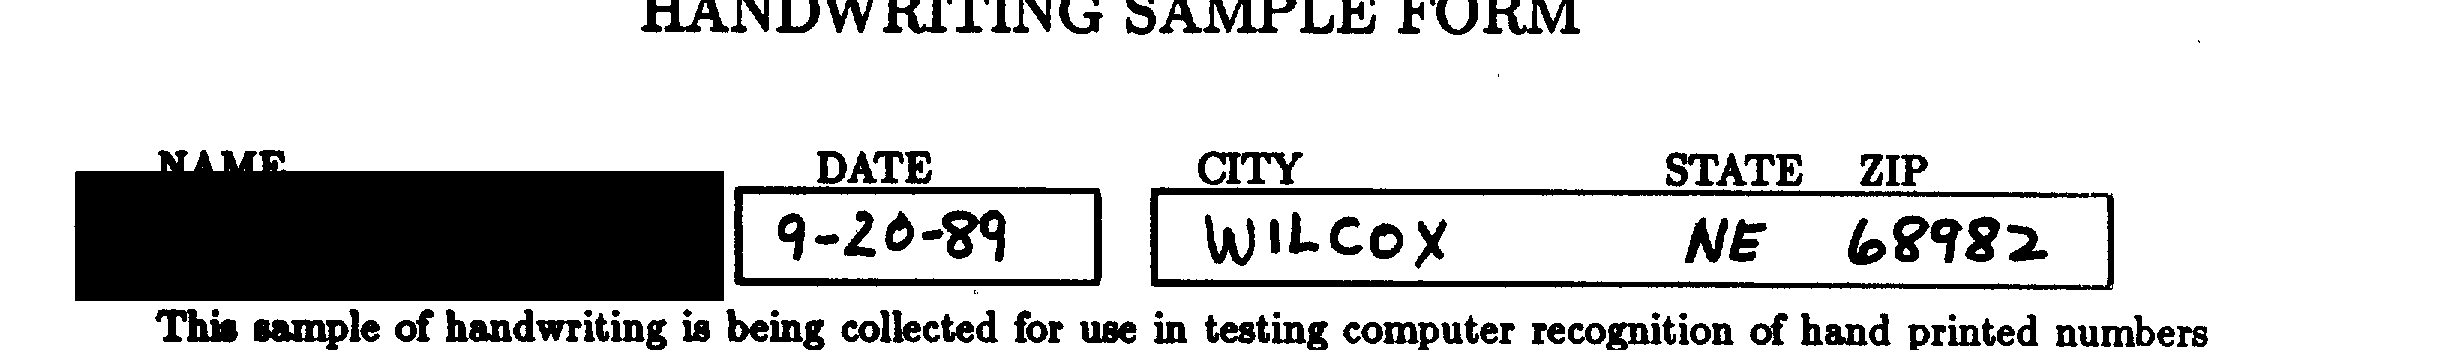 HANDWRITING SAMPLE FORM
NAME DATE CITY STATE ZIP
9-20-89 WILCOX NE 68982
This sample of handwriting is being collected for use in testing computer recognition of hand printed numbers